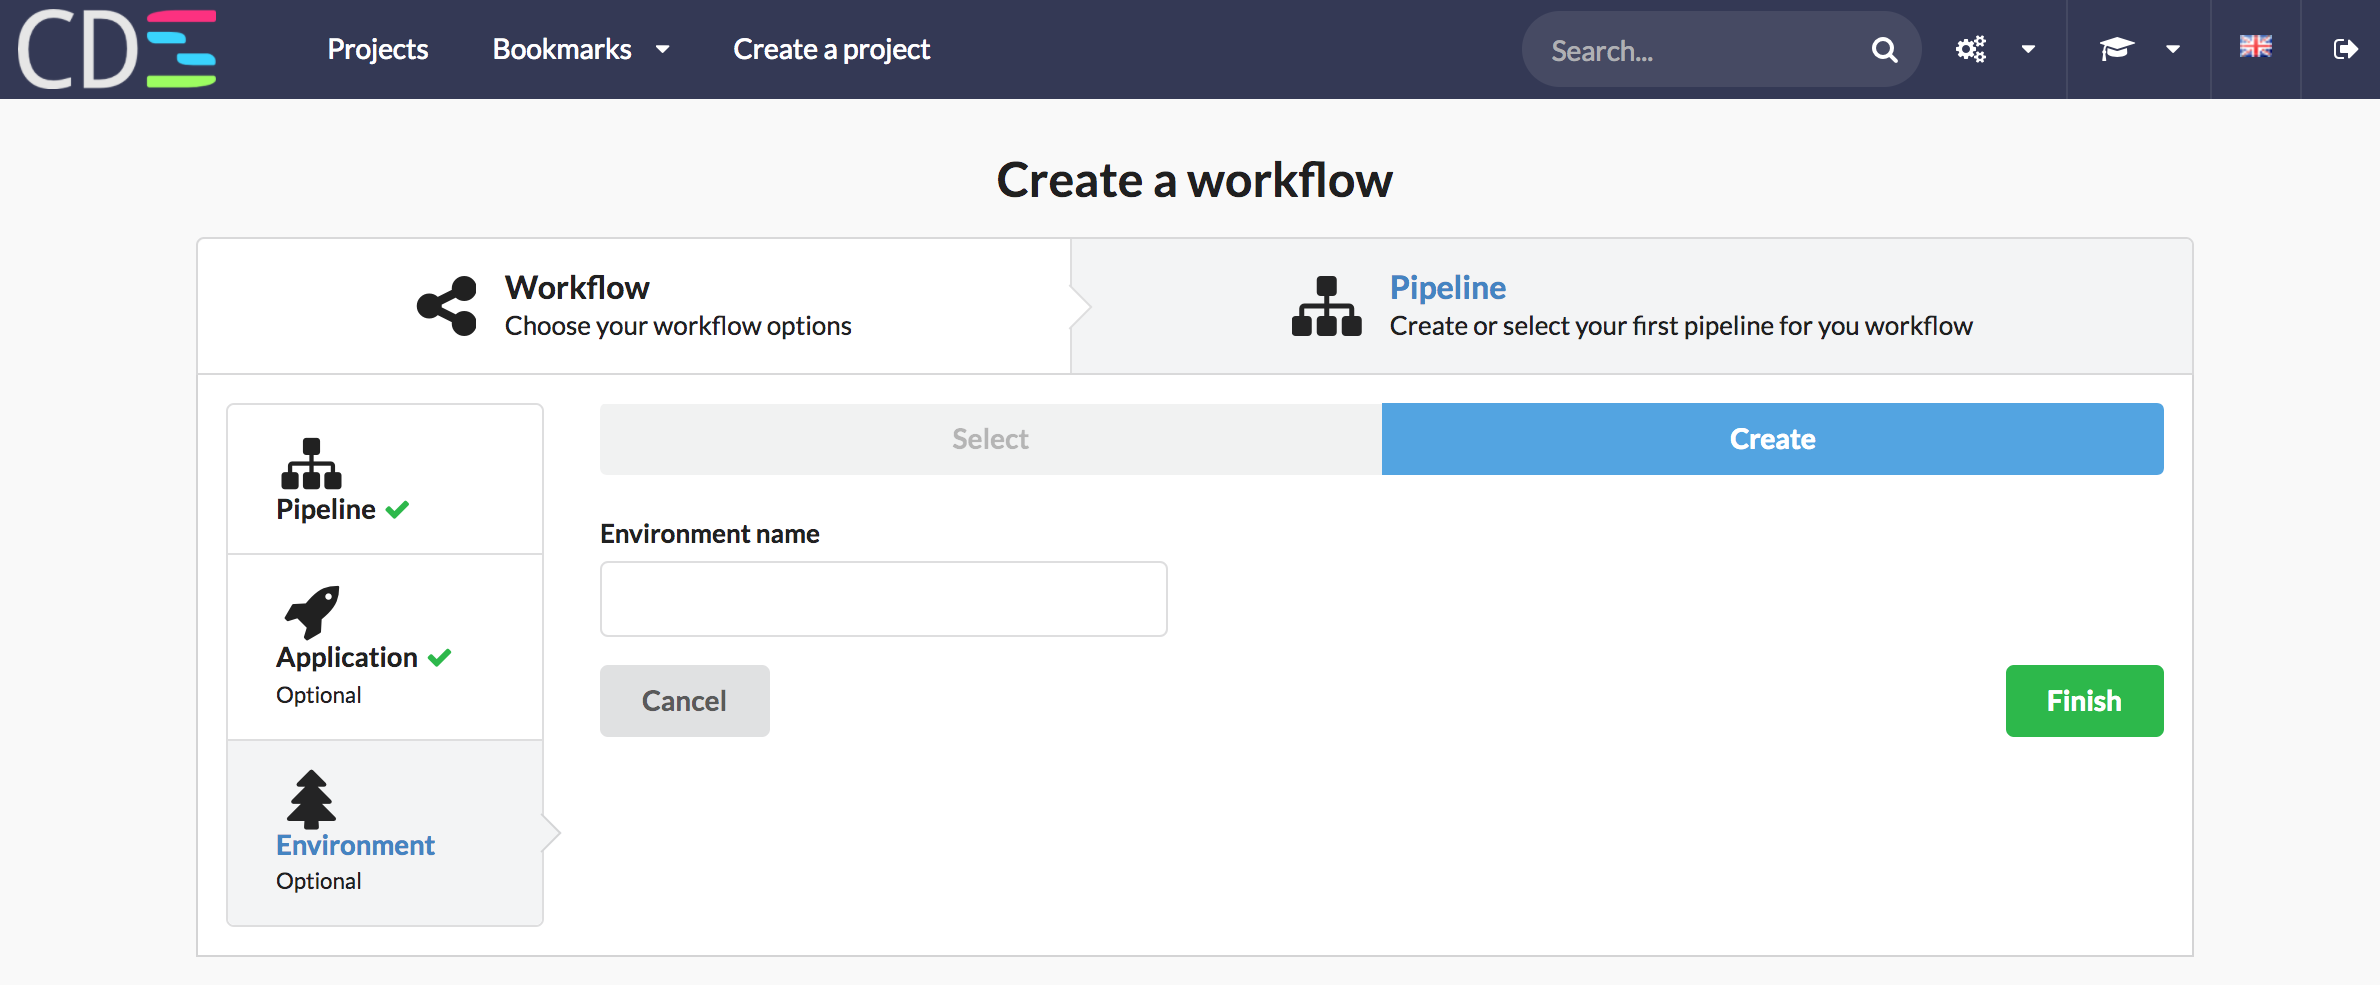 CDS
Projects Bookmarks Create a project Search...
Create a workflow
Workflow
Choose your workflow options
Pipeline
Create or select your first pipeline for you workflow
Pipeline
Application
Optional
Environment
Optional
Select Create
Environment name
Cancel Finish